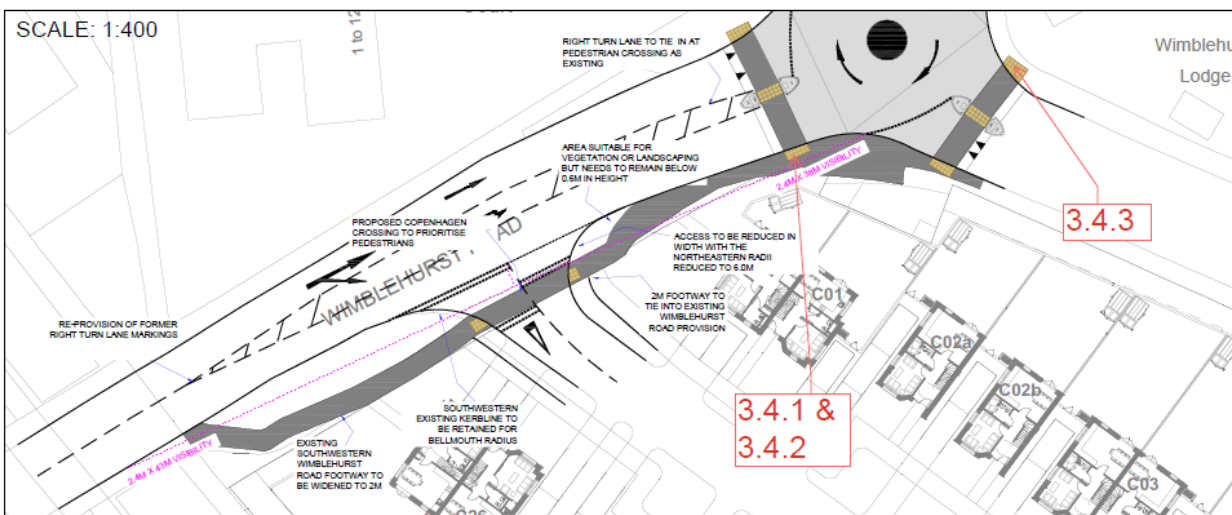 SCALE: 1:400
1 to 12
Court
RIGHT TURN LANE TO TIE IN AT
PEDESTRIAN CROSSING AS
EXISTING
Wimblehu
Lodge
AREA SUITABLE FOR
VEGETATION OR LANDSCAPING
BUT NEEDS TO REMAIN BELOW
0.6M IN HEIGHT
2.4M X 36M VISIBILITY
3.4.3
PROPOSED COPENHAGEN
CROSSING TO PRIORITISE
PEDESTRIANS
ACCESS TO BE REDUCED IN
WIDTH WITH THE
NORTHEASTERN RADII
REDUCED TO 6.0M
WIMBLEHURST
AD
2M FOOTWAY TO
TIE INTO EXISTING
WIMBLEHURST
ROAD PROVISION
RE-PROVISION OF FORMER
RIGHT TURN LANE MARKINGS
C01
C02a
C02b
C03
3.4.1 &
3.4.2
SOUTHWESTERN
EXISTING KERBLINE TO
BE RETAINED FOR
BELLMOUTH RADIUS
EXISTING
SOUTHWESTERN
WIMBLEHURST
ROAD FOOTWAY TO
BE WIDENED TO 2M
2.4M X 43M VISIBILITY
C26